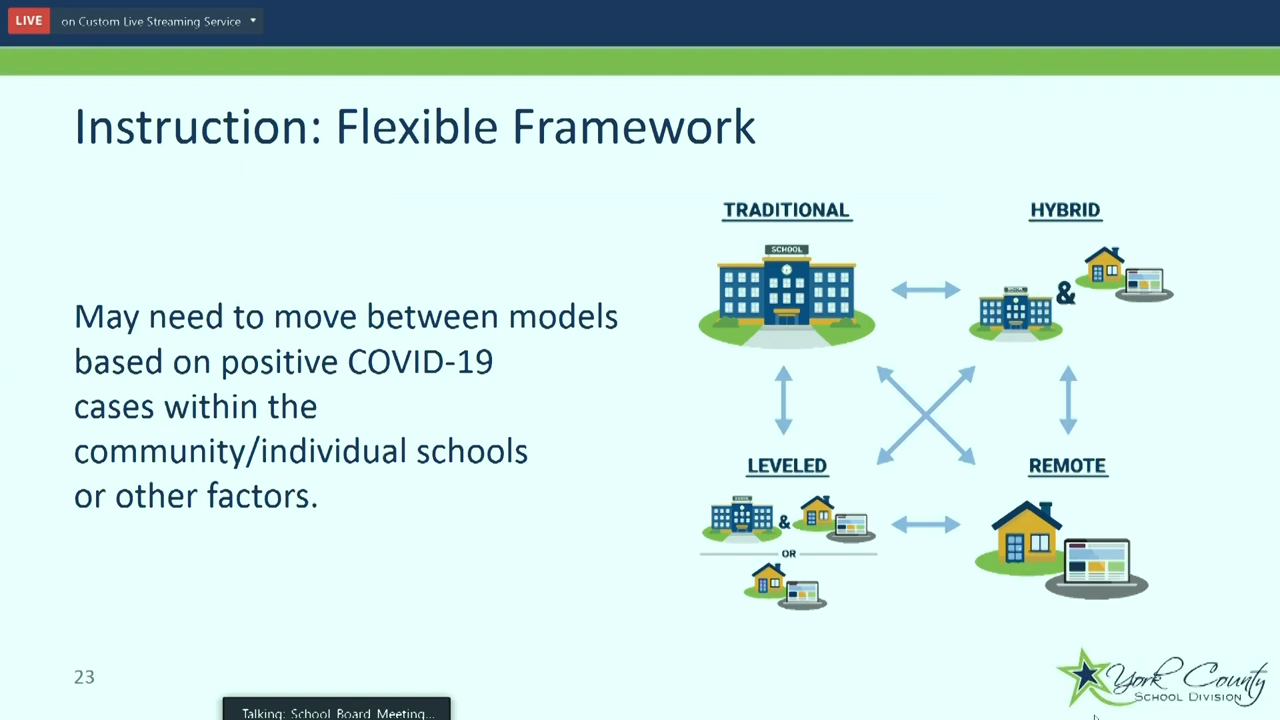 LIVE on Custom Live Streaming Service
Instruction: Flexible Framework
May need to move between models
based on positive COVID-19
cases within the
community/individual schools
or other factors.
TRADITIONAL
SCHOOL
HYBRID
SCHOOL
&
LEVELED
SCHOOL
&
OR
REMOTE
23
York County
SCHOOL DIVISION
Talking: School Board Meeting...